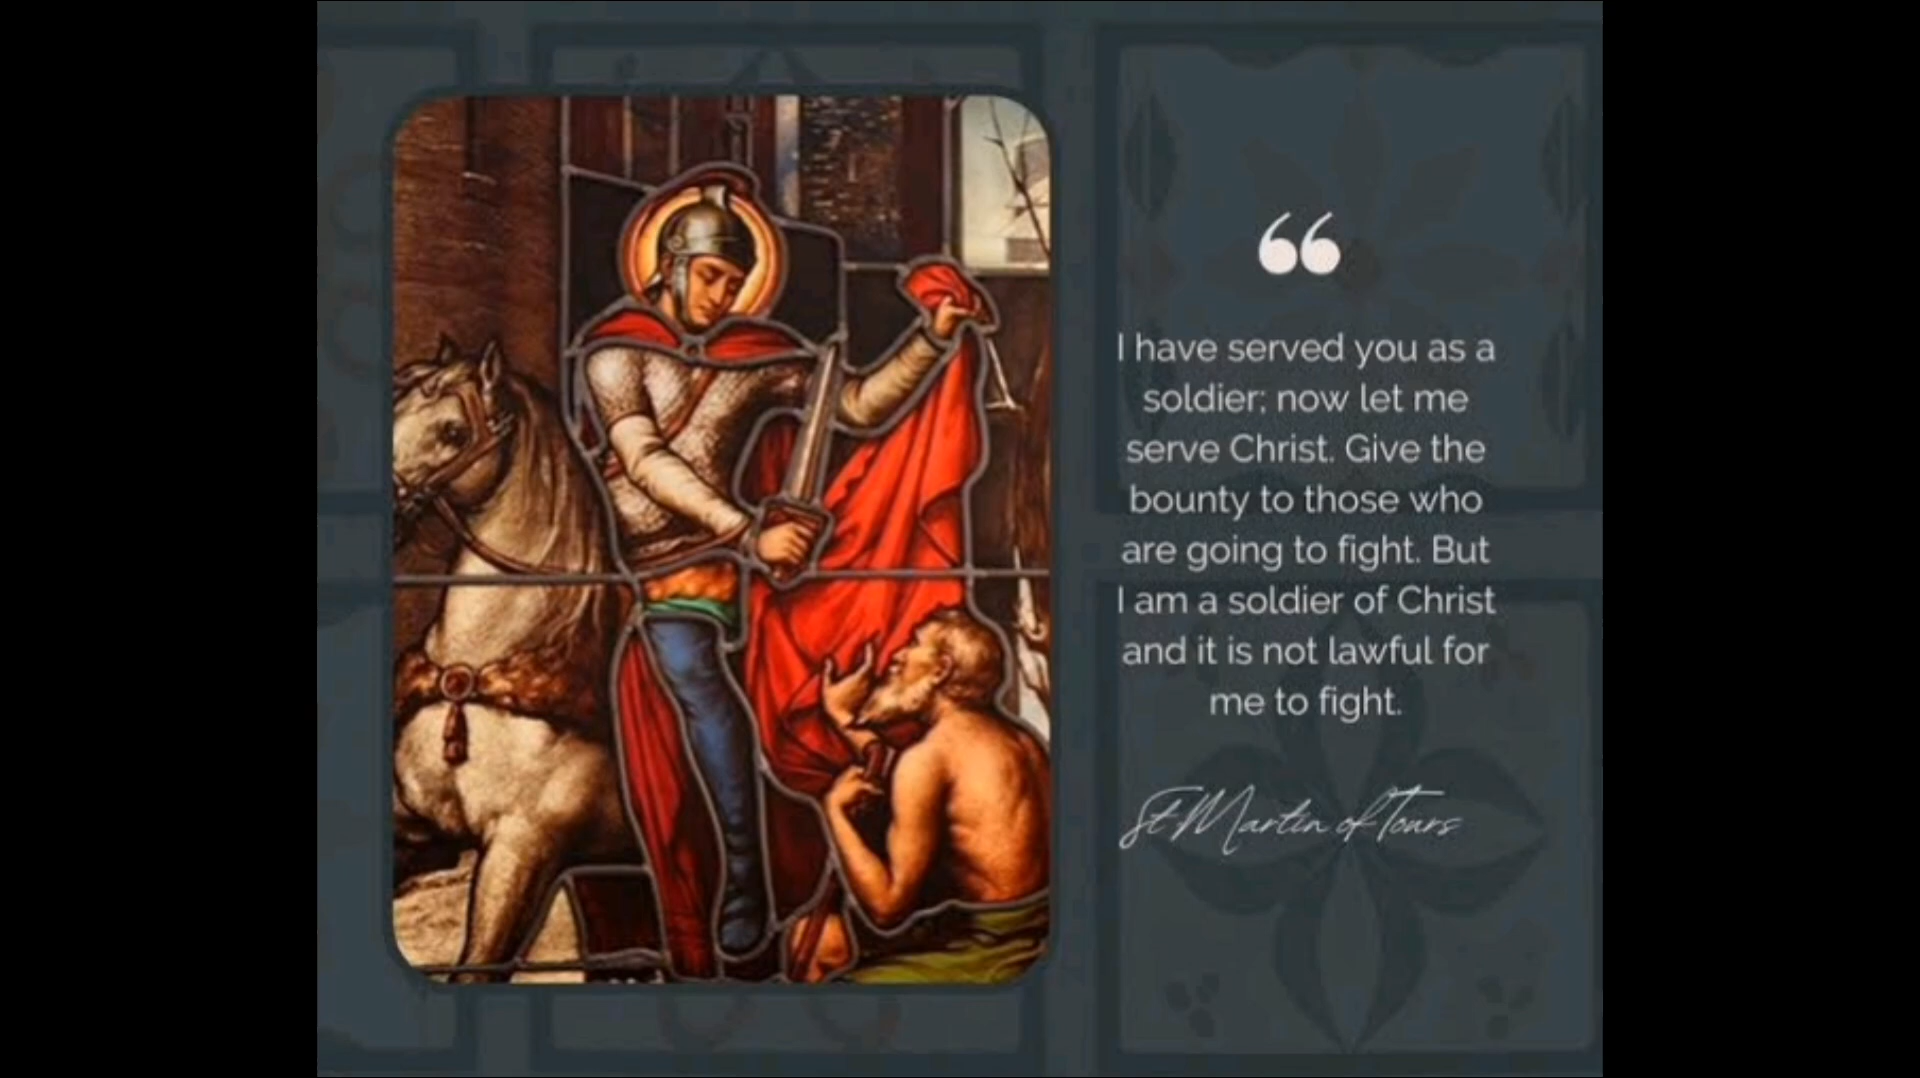 “
I have served you as a
soldier; now let me
serve Christ. Give the
bounty to those who
are going to fight. But
I am a soldier of Christ
and it is not lawful for
me to fight.
St Martin of Tours